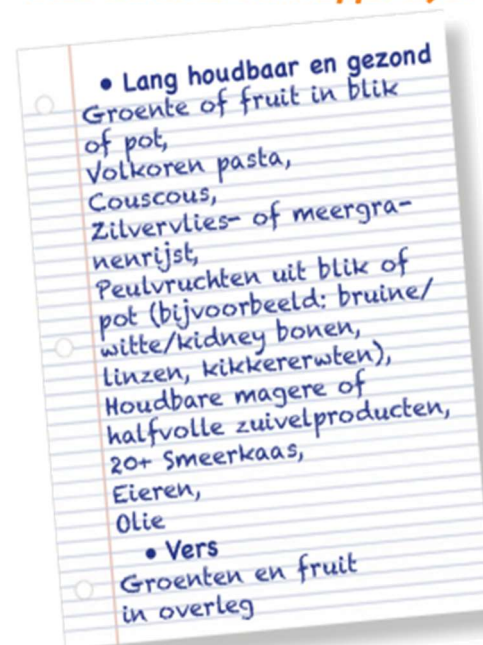 • Lang houdbaar en gezond
Groente of fruit in blik
of pot,
Volkoren pasta,
Couscous,
Zilvervlies- of meergra-
nenrijst,
Peulvruchten uit blik of
pot (bijvoorbeeld: bruine/
witte/kidney bonen,
linzen, kikkererwten),
Houdbare magere of
halfvolle zuivelproducten,
20+ Smeerkaas,
Eieren,
Olie
• Vers
Groenten en fruit
in overleg